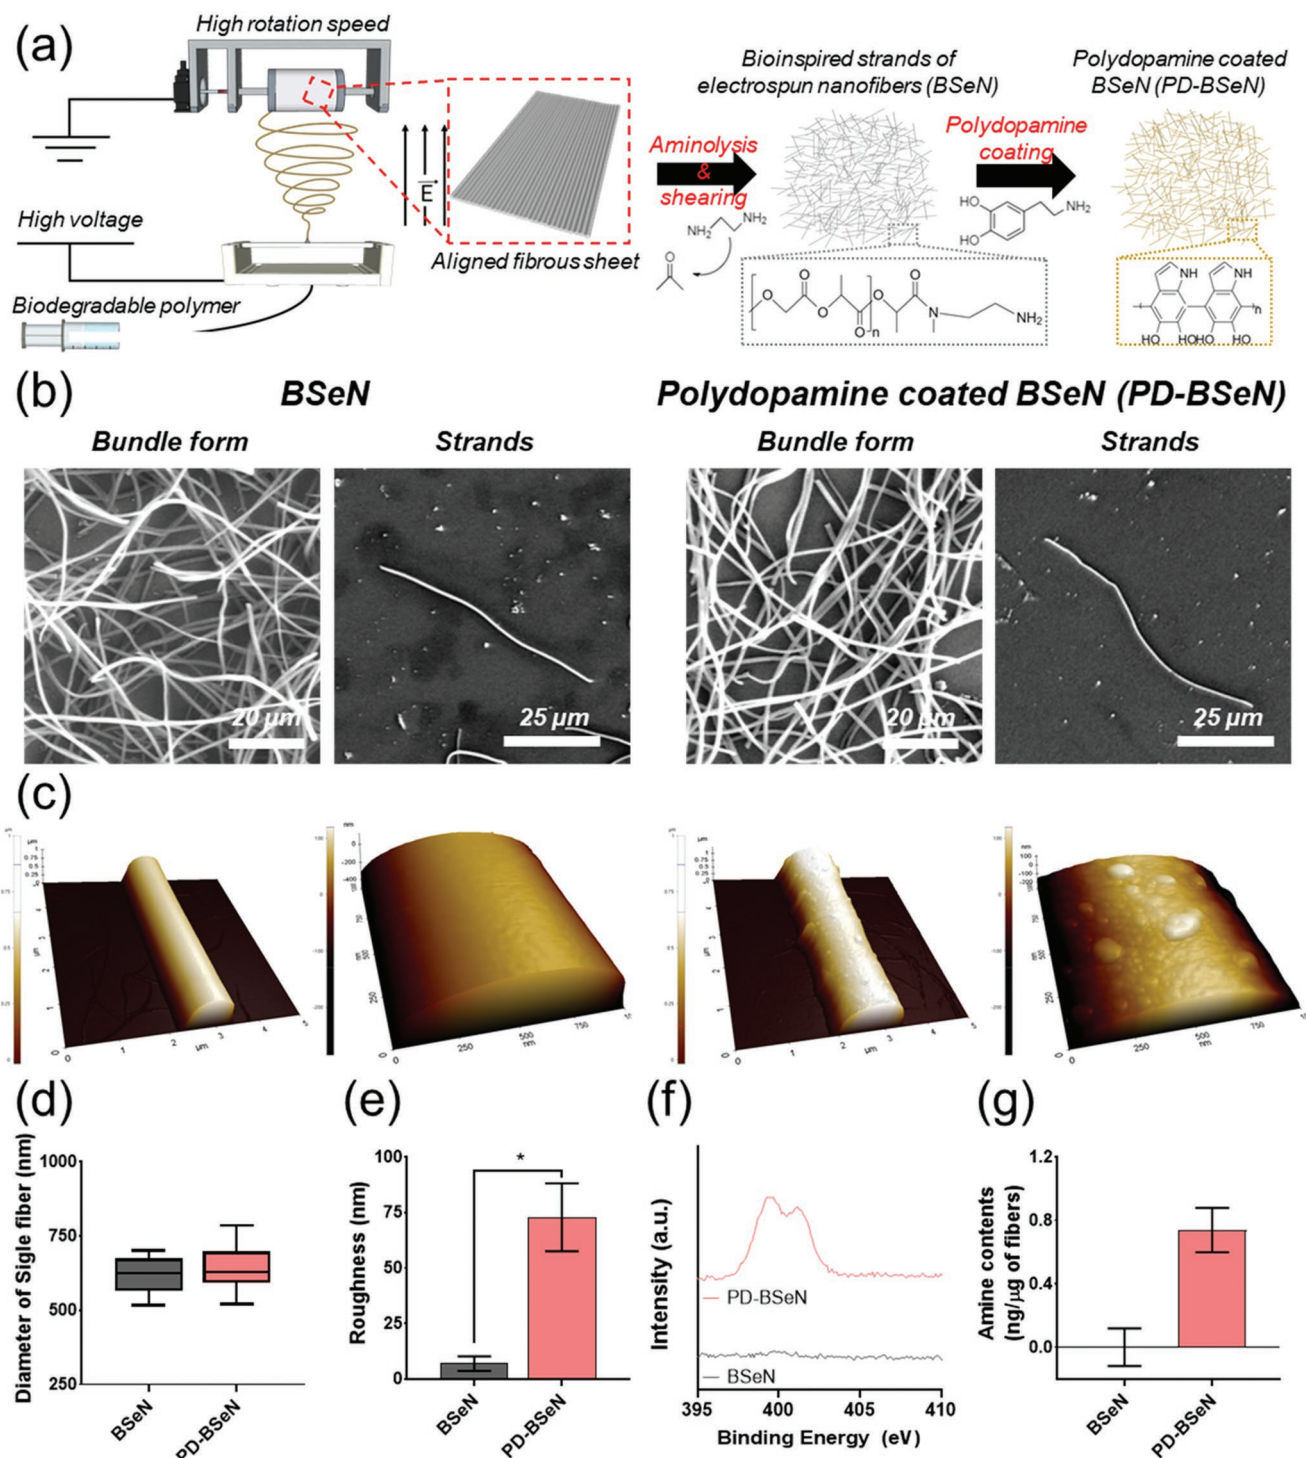 (a)
High rotation speed
High voltage
Biodegradable polymer
E
Aligned fibrous sheet
Aminolysis
&
shearing
NH2
NH2
O
Bioinspired strands of
electrospun nanofibers (BSeN)
Polydopamine
coating
HO
HO
NH2
Polydopamine coated
BSeN (PD-BSeN)
O
O
O
O
O
n
O
N
NH2
NH
NH
n
HO
HOHO
HO
(b)
BSeN
Polydopamine coated BSeN (PD-BSeN)
Bundle form
Strands
Bundle form
Strands
20 μm
25 μm
20 μm
25 μm
(c)
(d)
Diameter of Sigle fiber (nm)
1000
750
500
250
BSeN
PD-BSeN
(e)
Roughness (nm)
100
75
50
25
0
*
BSeN
PD-BSeN
(f)
Intensity (a.u.)
PD-BSeN
BSeN
395
400
405
410
Binding Energy (eV)
(g)
Amine contents
(ng/μg of fibers)
1.2
0.8
0.4
0.0
BSeN
PD-BSeN